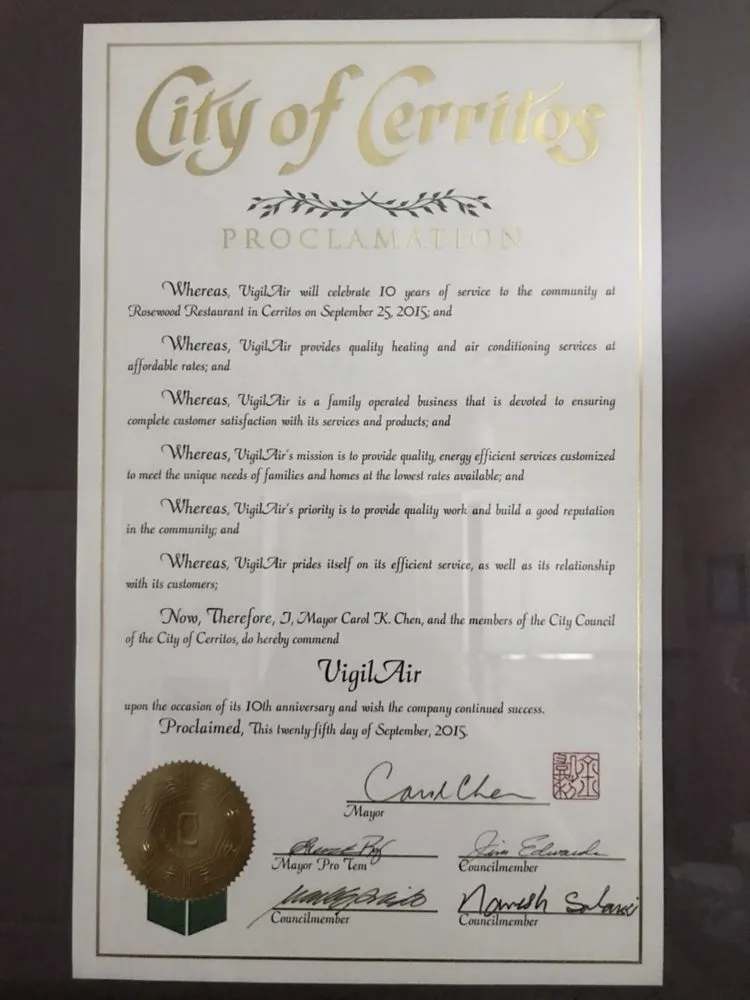 City of Cerritos
PROCLAMATION
Whereas, VigilAir will celebrate 10 years of service to the community at
Rosewood Restaurant in Cerritos on September 25, 2015; and
Whereas, VigilAir provides quality heating and air conditioning services at
affordable rates; and
Whereas, VigilAir is a family operated business that is devoted to ensuring
complete customer satisfaction with its services and products; and
Whereas, VigilAir's mission is to provide quality, energy efficient services customized
to meet the unique needs of families and homes at the lowest rates available; and
Whereas, VigilAir's priority is to provide quality work and build a good reputation
in the community; and
Whereas, VigilAir prides itself on its efficient service, as well as its relationship
with its customers;
Now, Therefore, I, Mayor Carol K. Chen, and the members of the City Council
of the City of Cerritos, do hereby commend
VigilAir
upon the occasion of its 10th anniversary and wish the company continued success.
Proclaimed, This twenty-fifth day of September, 2015.
Carol Chen
Mayor
Mayor Pro Tem
Jim Edwards
Councilmember
Councilmember
Naresh Solanki
Councilmember